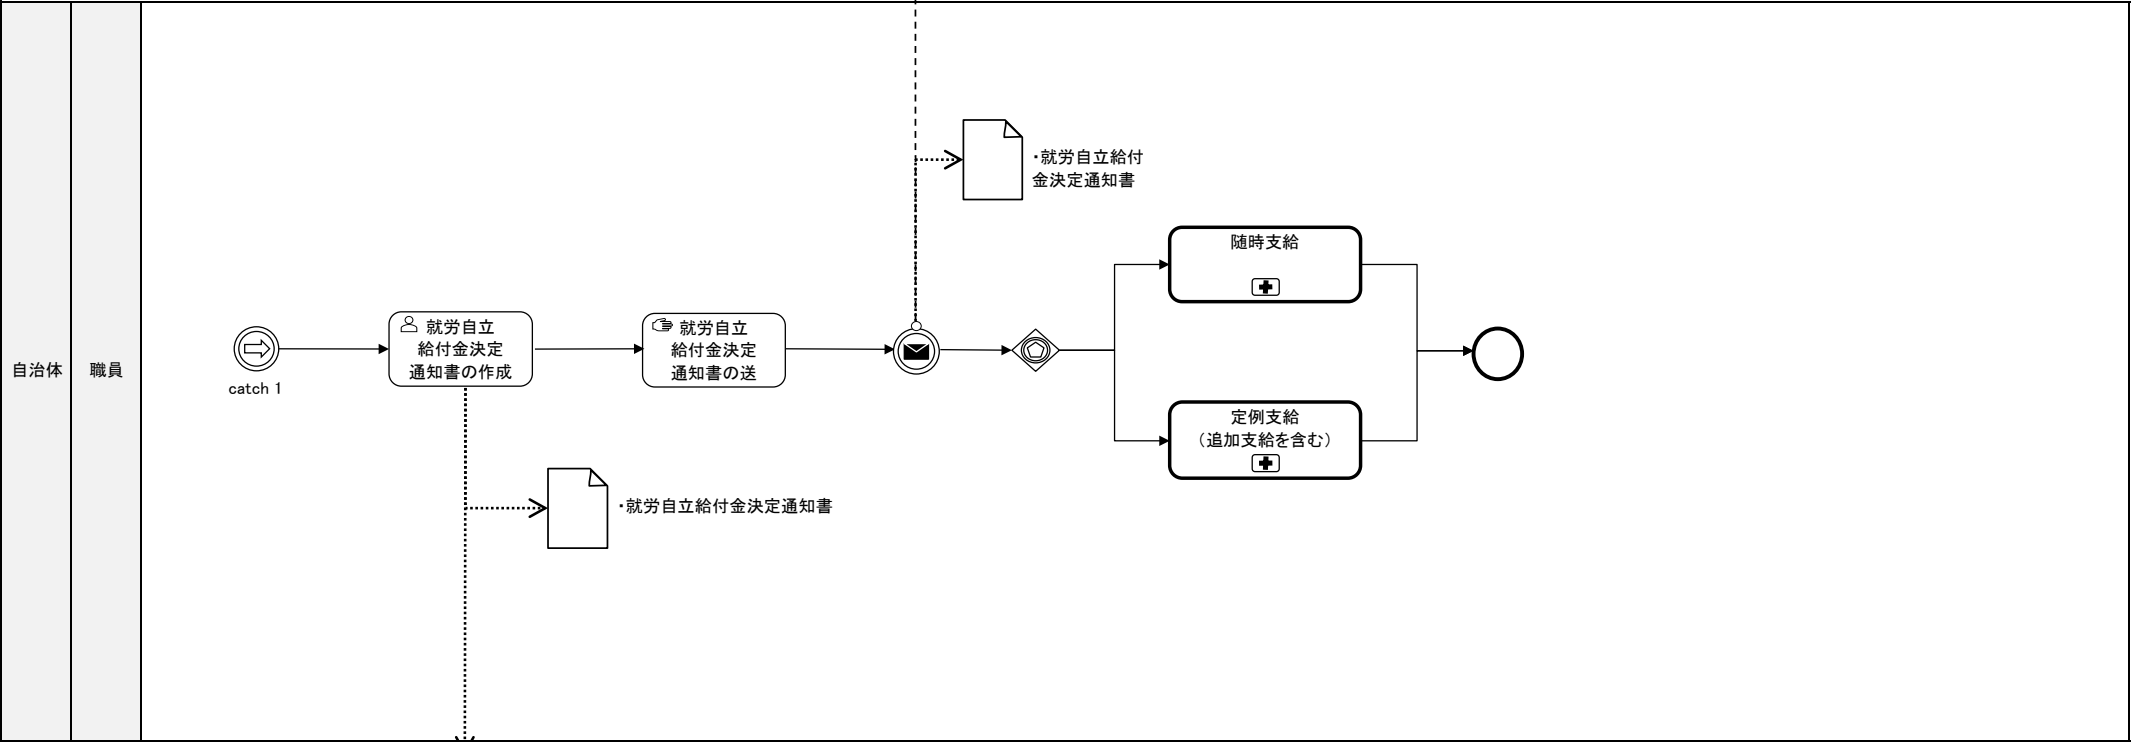 自治体
職員
catch 1
就労自立
給付金決定
通知書の作成
就労自立
給付金決定
通知書の送
・就労自立給付
金決定通知書
・就労自立給付金決定通知書
随時支給
定例支給
（追加支給を含む）